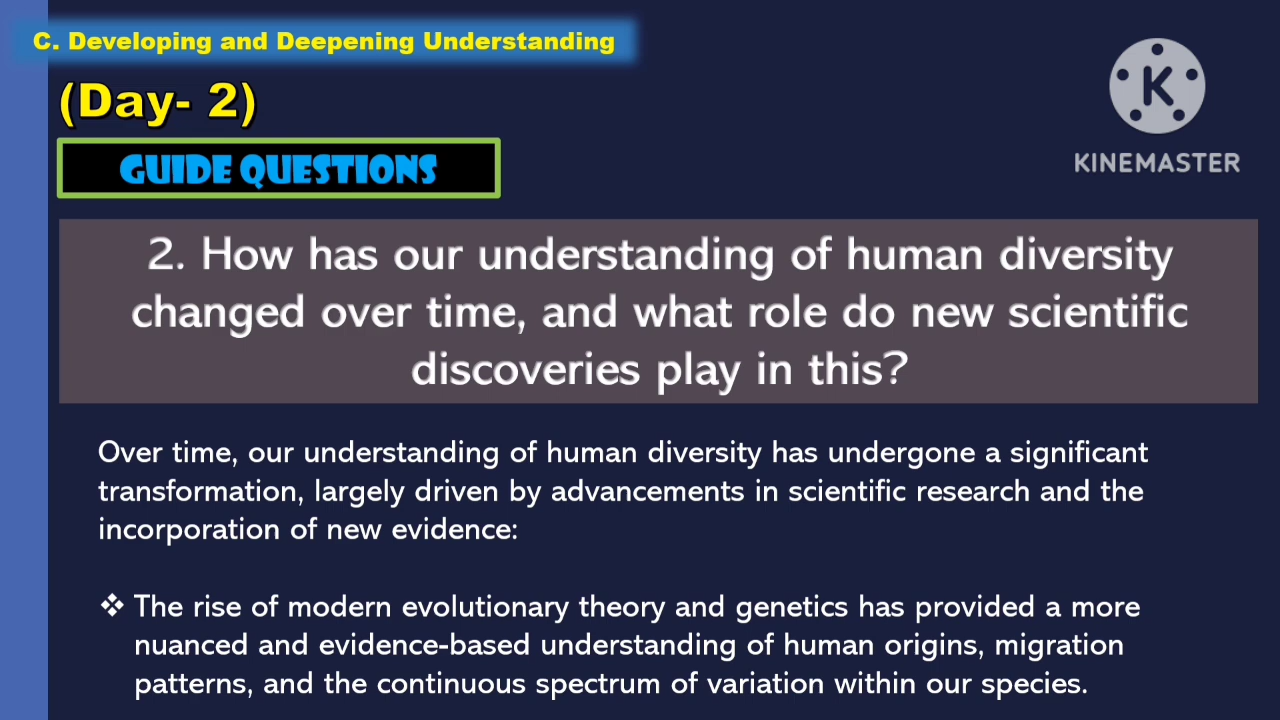 C. Developing and Deepening Understanding
(Day- 2)
KINEMASTER
GUIDE QUESTIONS
2. How has our understanding of human diversity
changed over time, and what role do new scientific
discoveries play in this?
Over time, our understanding of human diversity has undergone a significant
transformation, largely driven by advancements in scientific research and the
incorporation of new evidence:
❖ The rise of modern evolutionary theory and genetics has provided a more
nuanced and evidence-based understanding of human origins, migration
patterns, and the continuous spectrum of variation within our species.